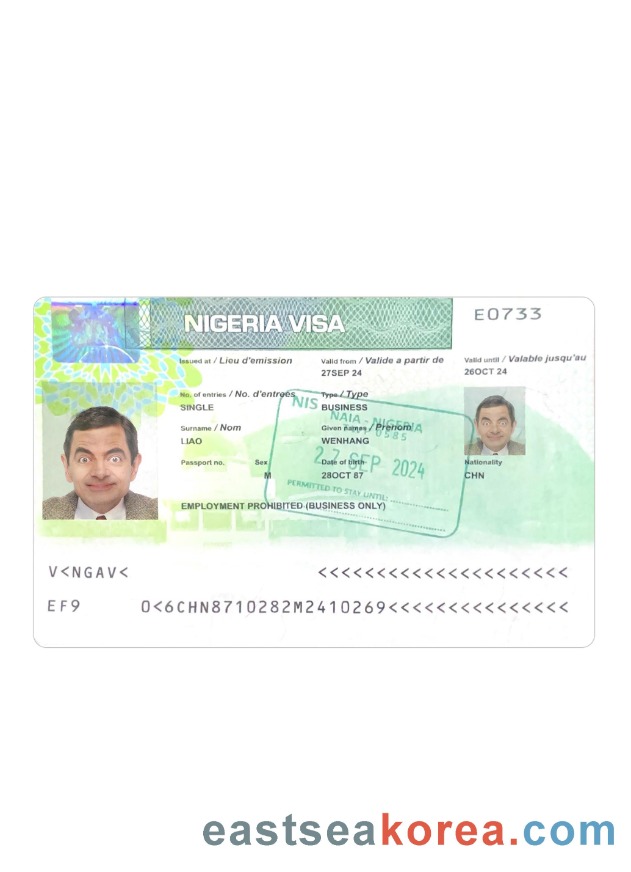 NIGERIA VISA
E0733
Issued at / Lieu d'emission
Valid from / Valide a partir de
Valid until / Valable jusqu'au
27SEP 24
26OCT 24
No. of entries / No. d'entrées
Type / Type
SINGLE
BUSINESS
NIS
NAIA - NIGERIA
Surname / Nom
Given names / Prenom
0585
LIAO
WENHANG
27 SEP 2024
Passport no.
Sex
Date of birth
Nationality
M
28OCT 87
CHN
PERMITTED TO STAY UNTIL:
EMPLOYMENT PROHIBITED (BUSINESS ONLY)
V<NGAV<
<<<<<<<<<<<<<<<<<<<<<<
EF9
0<6CHN8710282M2410269<<<<<<<<<<<<<<<<
eastseakorea.com